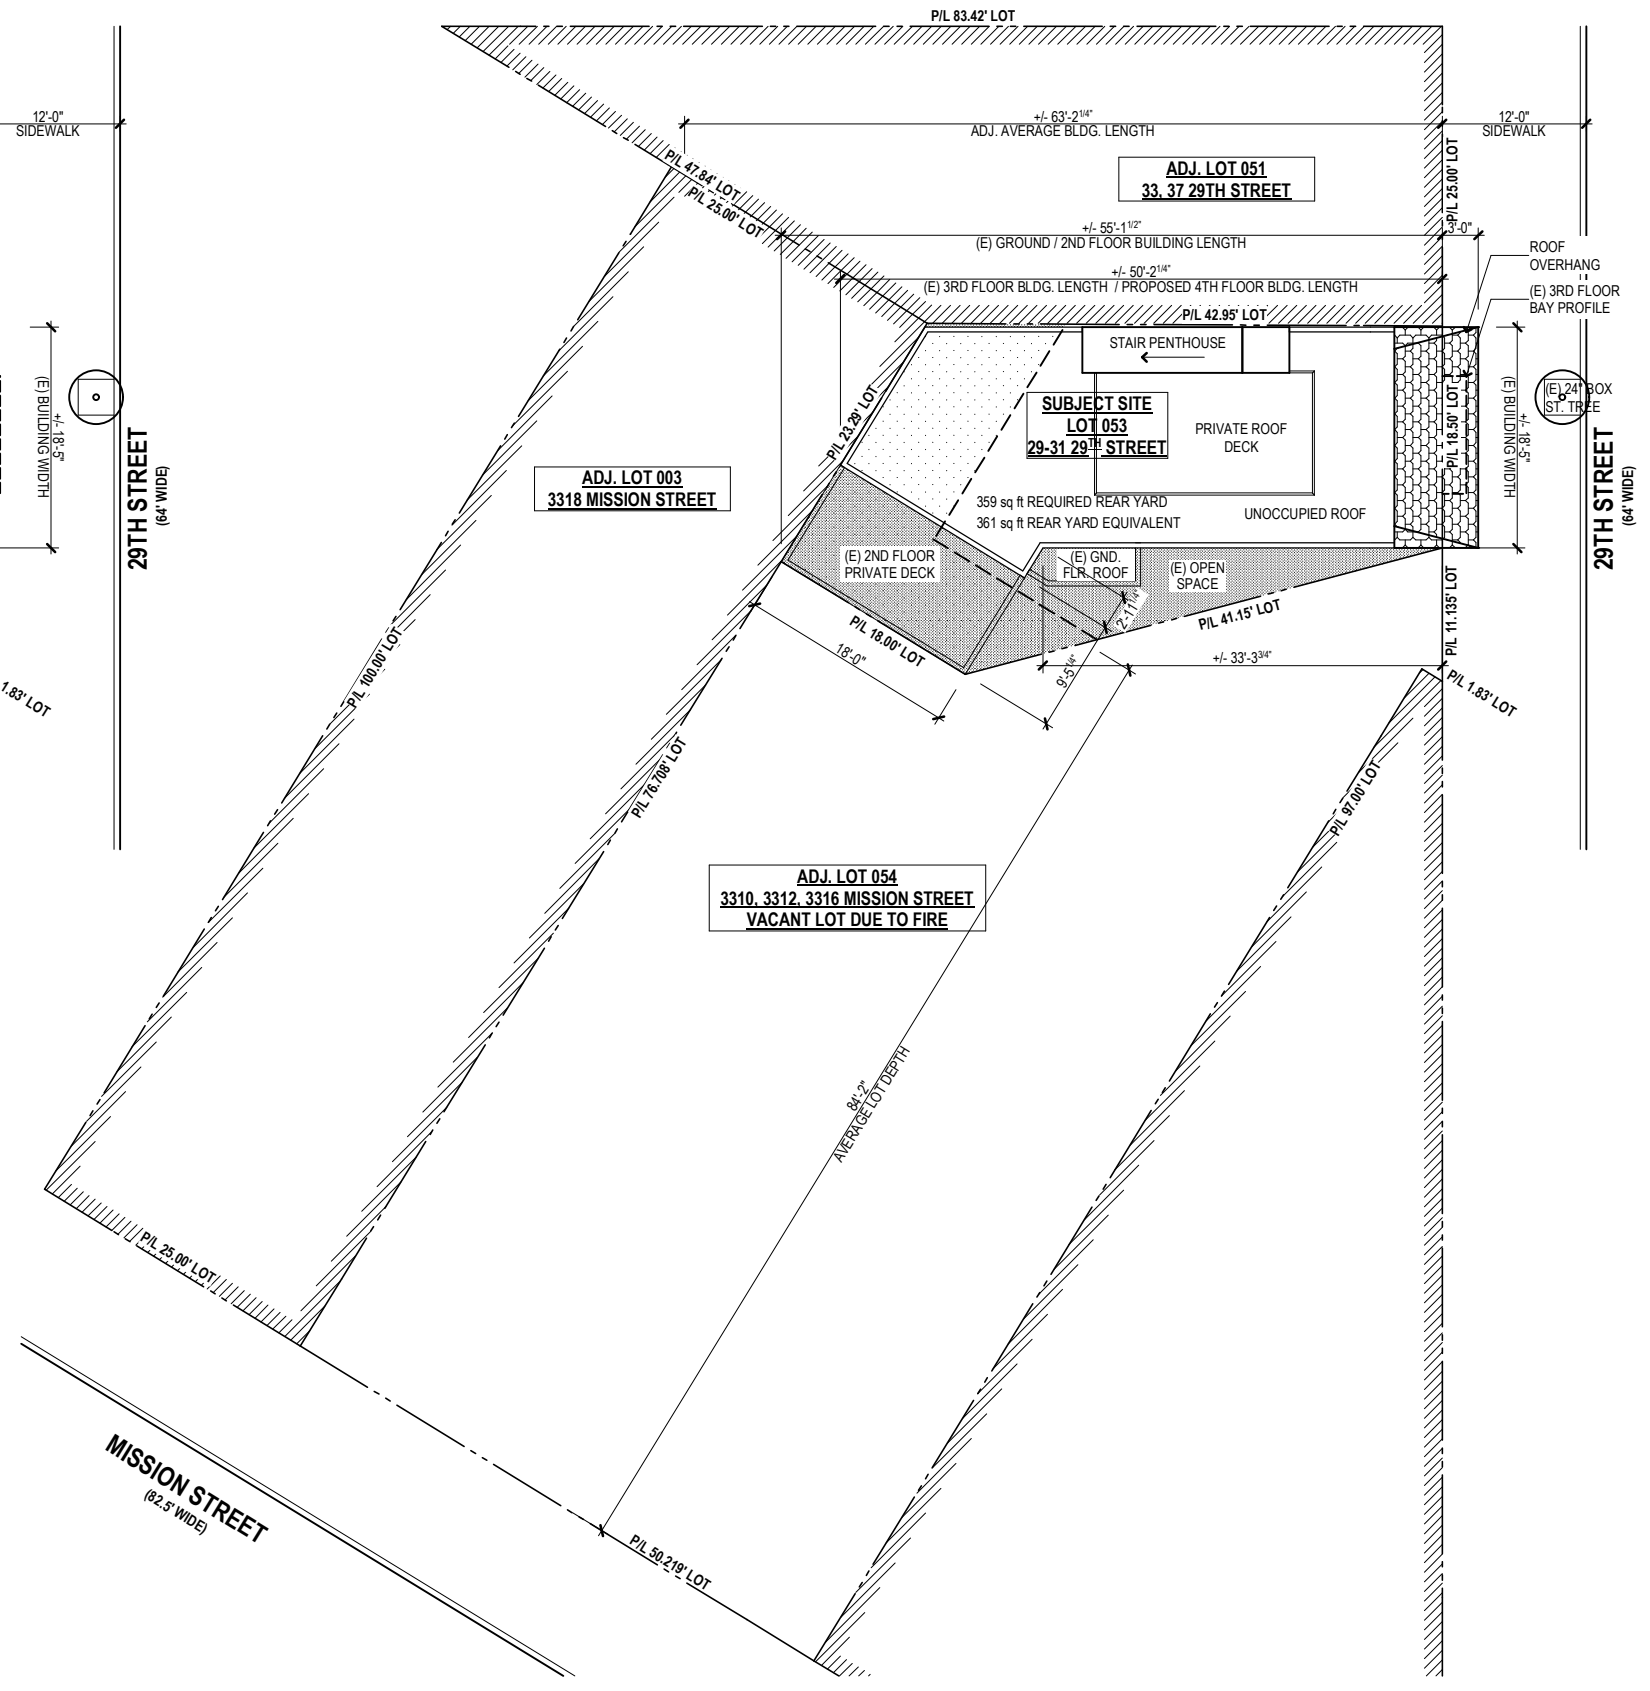 P/L 83.42' LOT
12'-0"
SIDEWALK
+/- 63'-2 1/4"
ADJ. AVERAGE BLDG. LENGTH
12'-0"
SIDEWALK
P/L 47.84' LOT
P/L 25.00' LOT
ADJ. LOT 051
33, 37 29TH STREET
P/L 25.00' LOT
+/- 55'-1 1/2"
(E) GROUND / 2ND FLOOR BUILDING LENGTH
3'-0"
ROOF
OVERHANG
+/- 50'-2 1/4"
(E) 3RD FLOOR BLDG. LENGTH / PROPOSED 4TH FLOOR BLDG. LENGTH
(E) 3RD FLOOR
BAY PROFILE
P/L 42.95' LOT
STAIR PENTHOUSE
+/- 18'-5"
(E) BUILDING WIDTH
29TH STREET
(64' WIDE)
P/L 23.29' LOT
SUBJECT SITE
LOT 053
29-31 29TH STREET
PRIVATE ROOF
DECK
P/L 18.50' LOT
+/- 18'-5"
(E) BUILDING WIDTH
(E) 24" BOX
ST. TREE
29TH STREET
(64' WIDE)
ADJ. LOT 003
3318 MISSION STREET
359 sq ft REQUIRED REAR YARD
361 sq ft REAR YARD EQUIVALENT
UNOCCUPIED ROOF
(E) 2ND FLOOR
PRIVATE DECK
(E) GND.
FLR. ROOF
(E) OPEN
SPACE
2'-11 1/4"
P/L 41.15' LOT
P/L 11.135' LOT
P/L 18.00' LOT
18'-0"
9'-5 1/4"
+/- 33'-3 3/4"
P/L 1.83' LOT
1.83' LOT
P/L 100.00' LOT
P/L 76.708' LOT
P/L 97.00' LOT
ADJ. LOT 054
3310, 3312, 3316 MISSION STREET
VACANT LOT DUE TO FIRE
84'-2"
AVERAGE LOT DEPTH
P/L 25.00' LOT
MISSION STREET
(82.5' WIDE)
P/L 50.219' LOT